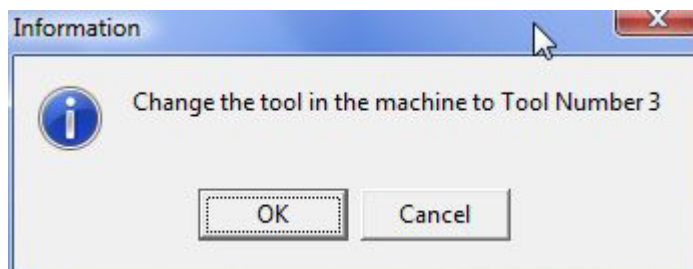 Information
Change the tool in the machine to Tool Number 3
OK
Cancel